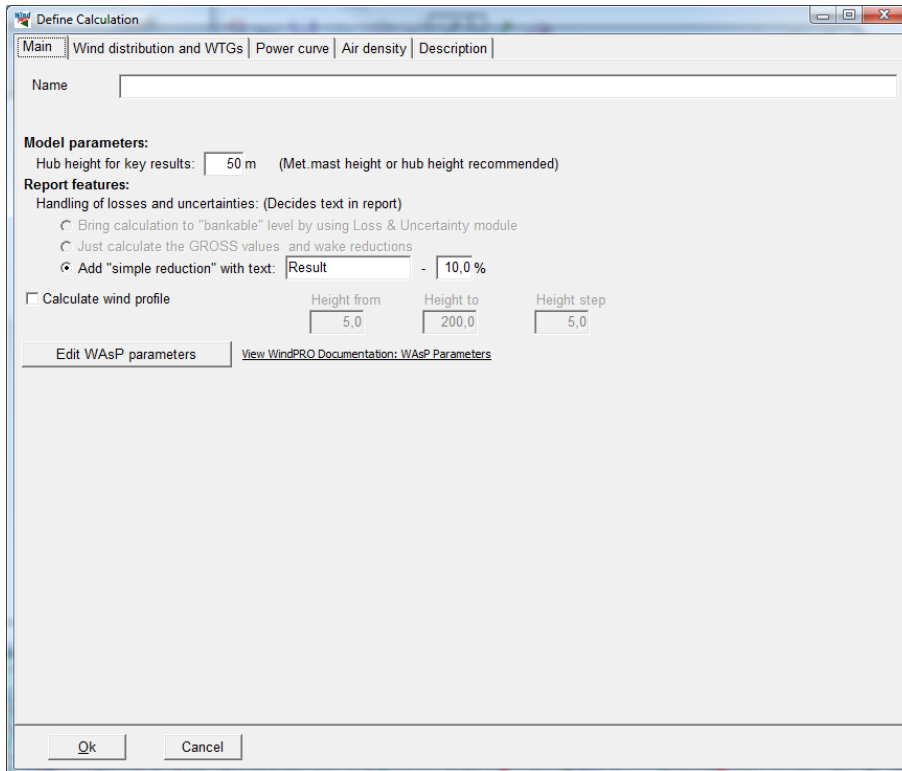 Define Calculation
Main Wind distribution and WTGs Power curve Air density Description
Name
Model parameters:
Hub height for key results: 50 m (Met.mast height or hub height recommended)
Report features:
Handling of losses and uncertainties: (Decides text in report)
Bring calculation to "bankable" level by using Loss & Uncertainty module
Just calculate the GROSS values and wake reductions
Add "simple reduction" with text: Result - 10,0 %
Calculate wind profile Height from Height to Height step
5,0 200,0 5,0
Edit WAsP parameters View WindPRO Documentation: WAsP Parameters
Ok Cancel